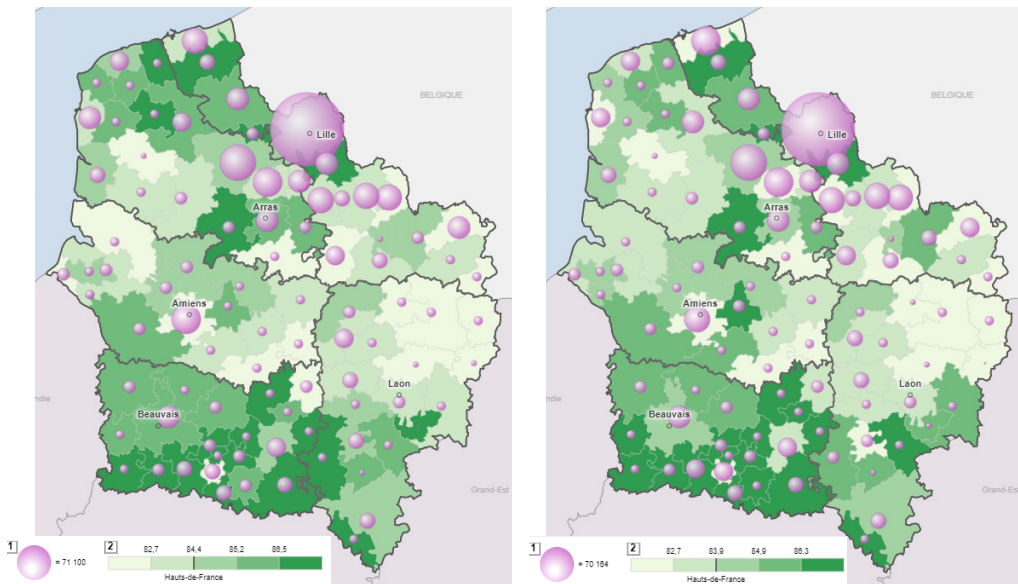 BELGIQUE
Lille
Arras
Amiens
Laon
ndie
Beauvais
Grand-Est
1
= 71 100
2
82,7 84,4 85,2 86,5
Hauts-de-France
BELGIQUE
Lille
Arras
Amiens
Laon
ndie
Beauvais
Grand-Est
1
= 70 164
2
82,7 83,9 84,9 86,3
Hauts-de-France